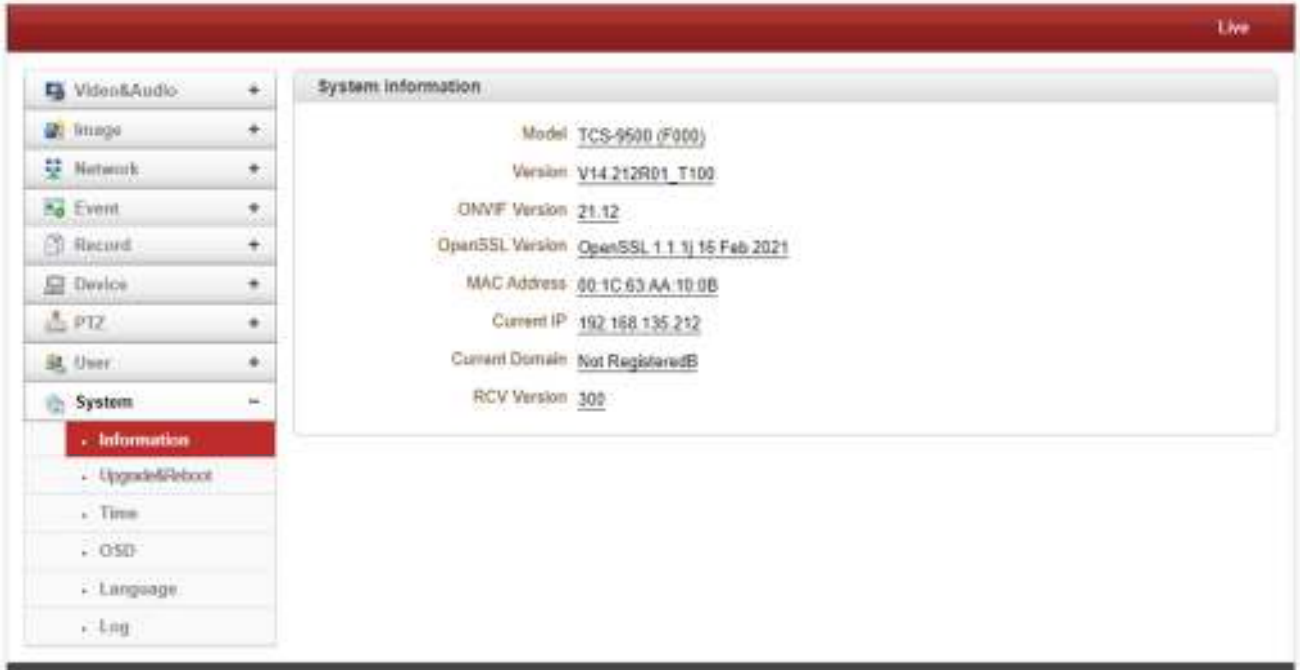 Live
Video&Audio +
Image +
Network +
Event +
Record +
Device +
PTZ +
User +
System −
Information
Upgrade&Reboot
Time
OSD
Language
Log
System Information
Model TCS-9500 (F000)
Version V14.212R01_T100
ONVIF Version 21.12
OpenSSL Version OpenSSL 1.1.1j 16 Feb 2021
MAC Address 00:1C:63:AA:10:0B
Current IP 192.168.135.212
Current Domain Not RegisteredB
RCV Version 300